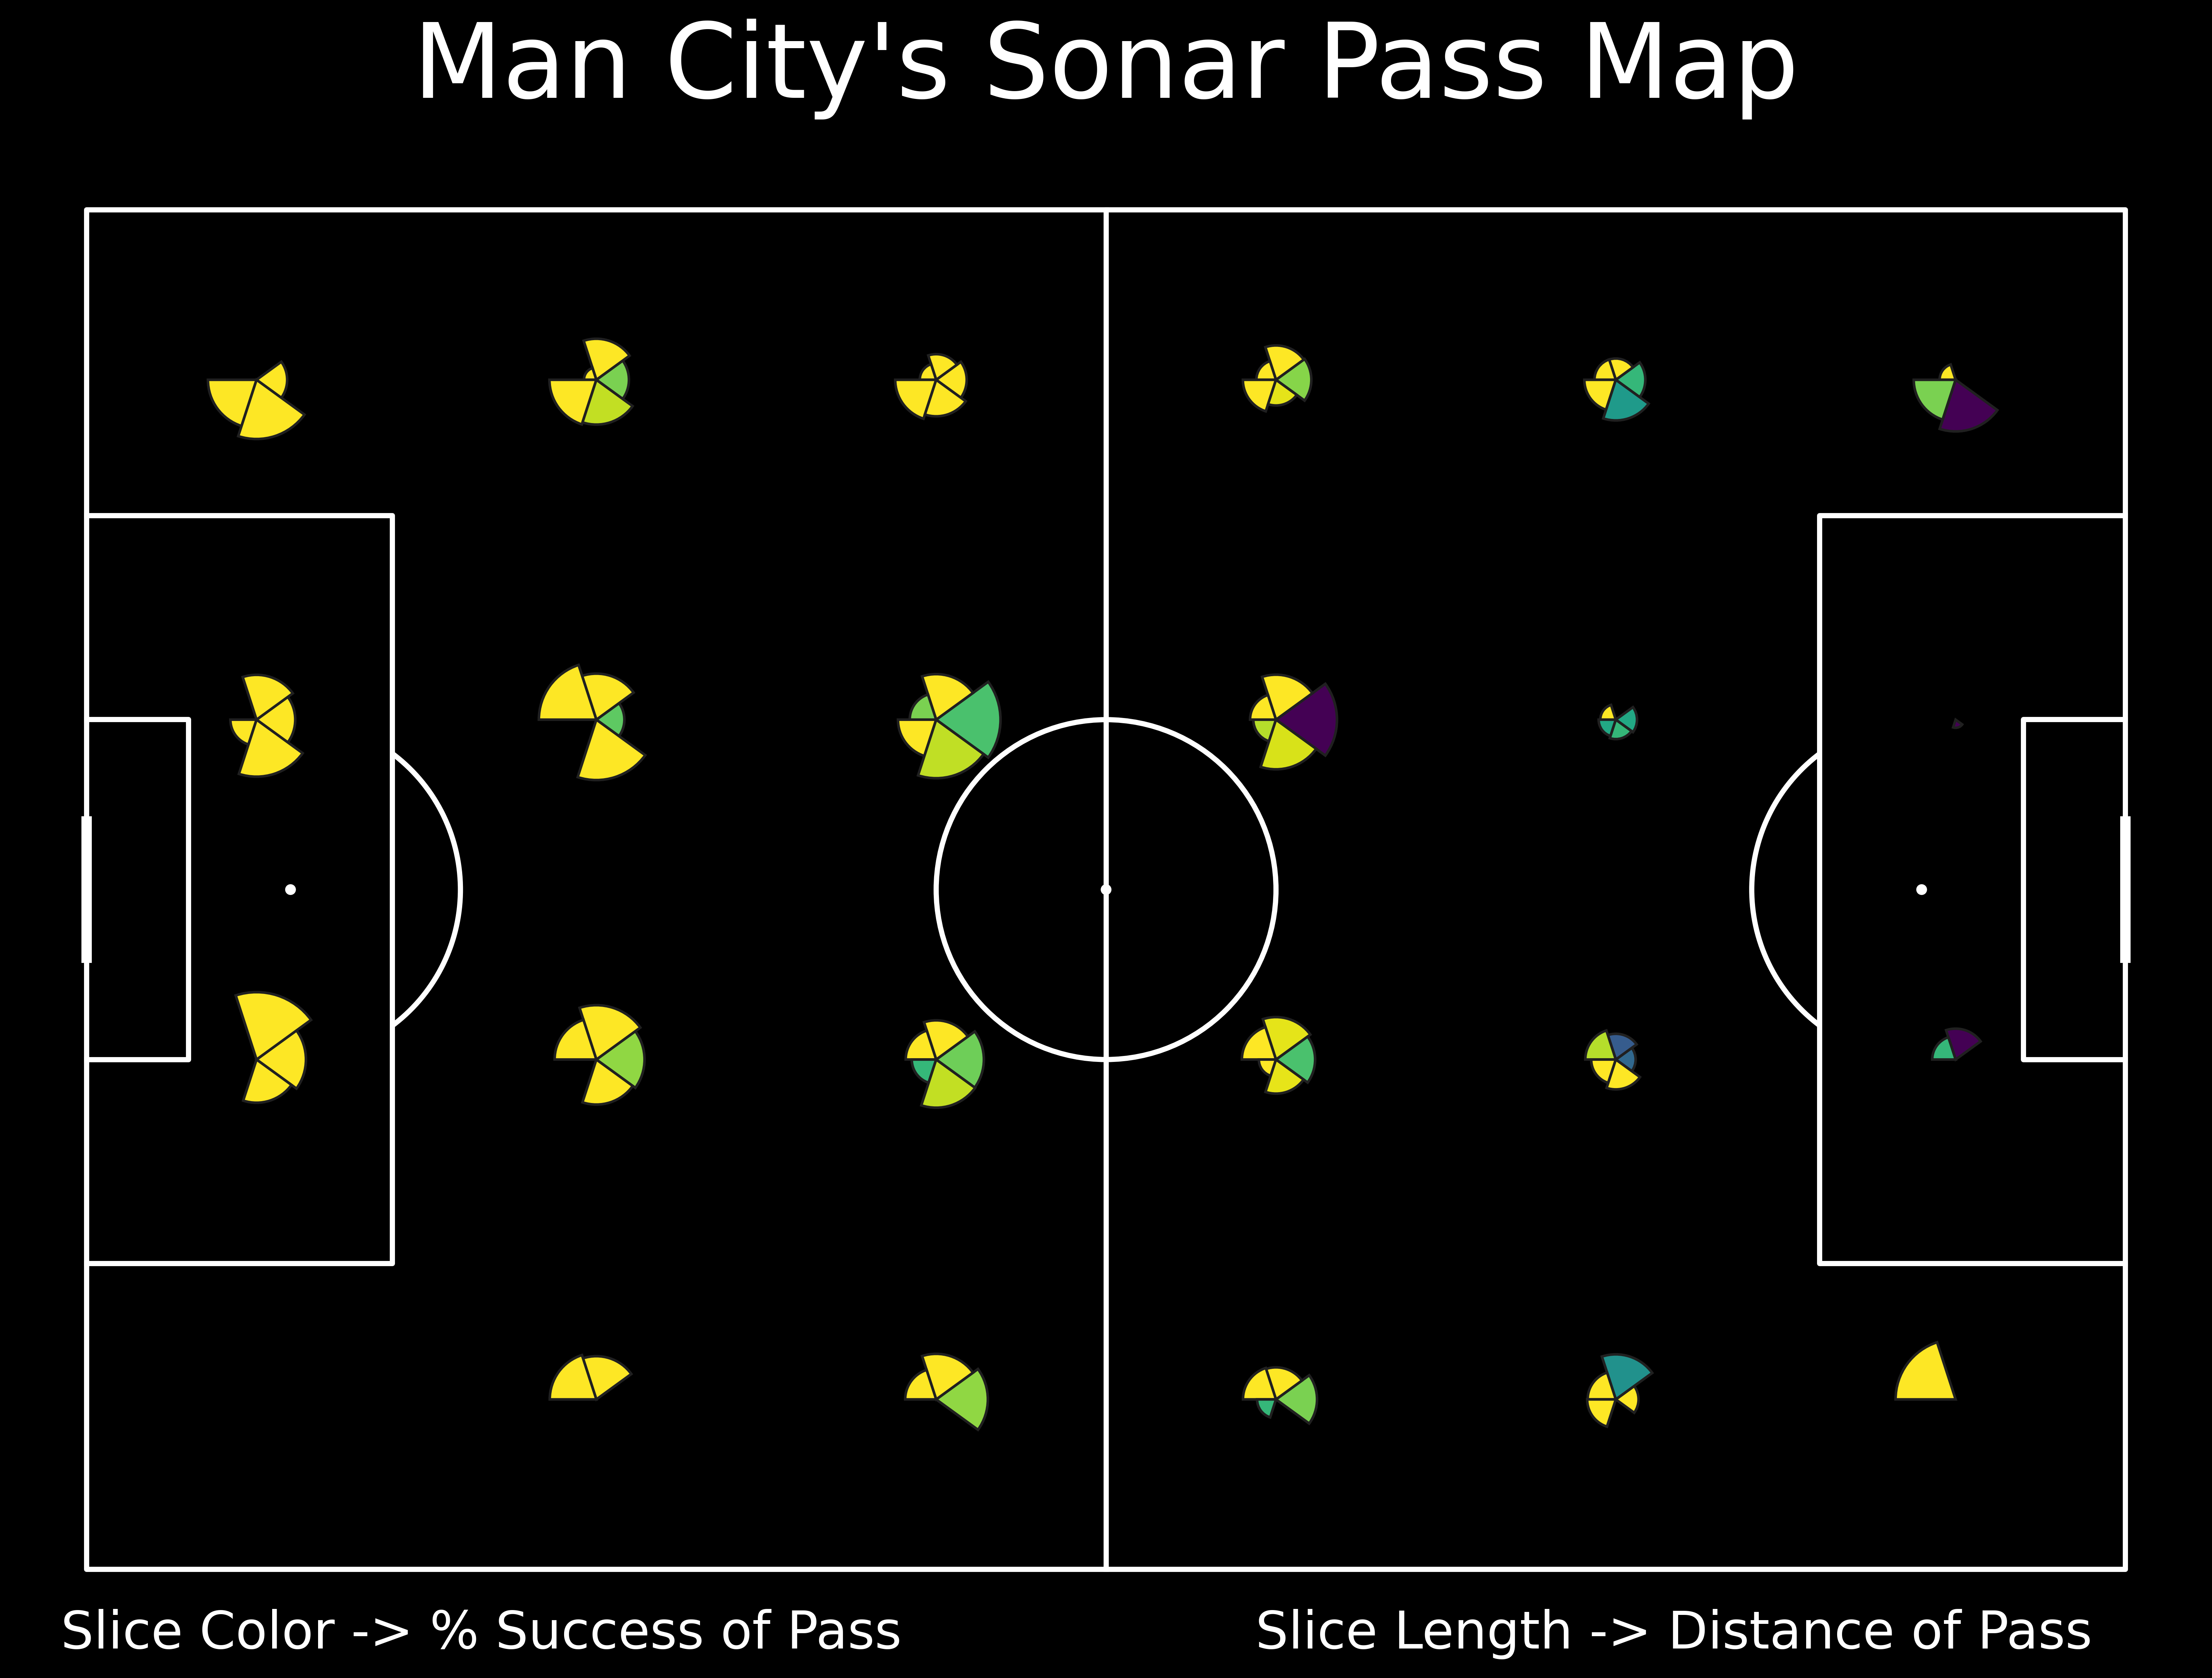 Man City's Sonar Pass Map
Slice Color -> % Success of Pass
Slice Length -> Distance of Pass